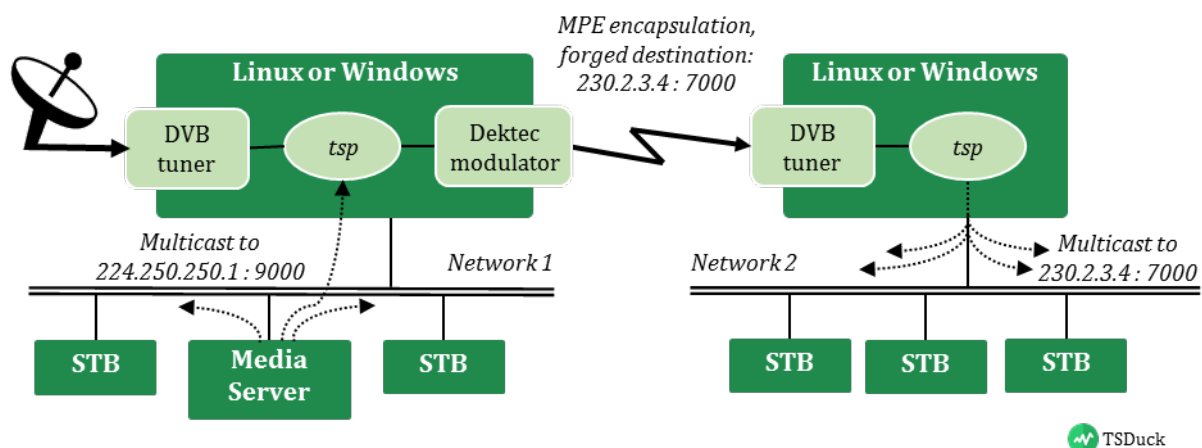 MPE encapsulation,
forged destination:
230.2.3.4 : 7000
Linux or Windows
DVB
tuner
tsp
Dektec
modulator
Linux or Windows
DVB
tuner
tsp
Multicast to
224.250.250.1 : 9000
Network 1
Network 2
Multicast to
230.2.3.4 : 7000
STB
Media
Server
STB
STB
STB
STB
TSDuck